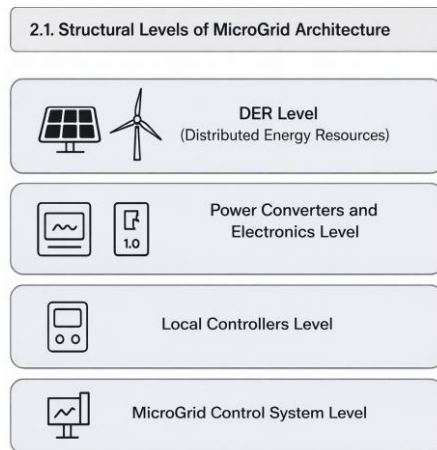 2.1. Structural Levels of MicroGrid Architecture
DER Level
(Distributed Energy Resources)
Power Converters and
Electronics Level
1.0
Local Controllers Level
MicroGrid Control System Level